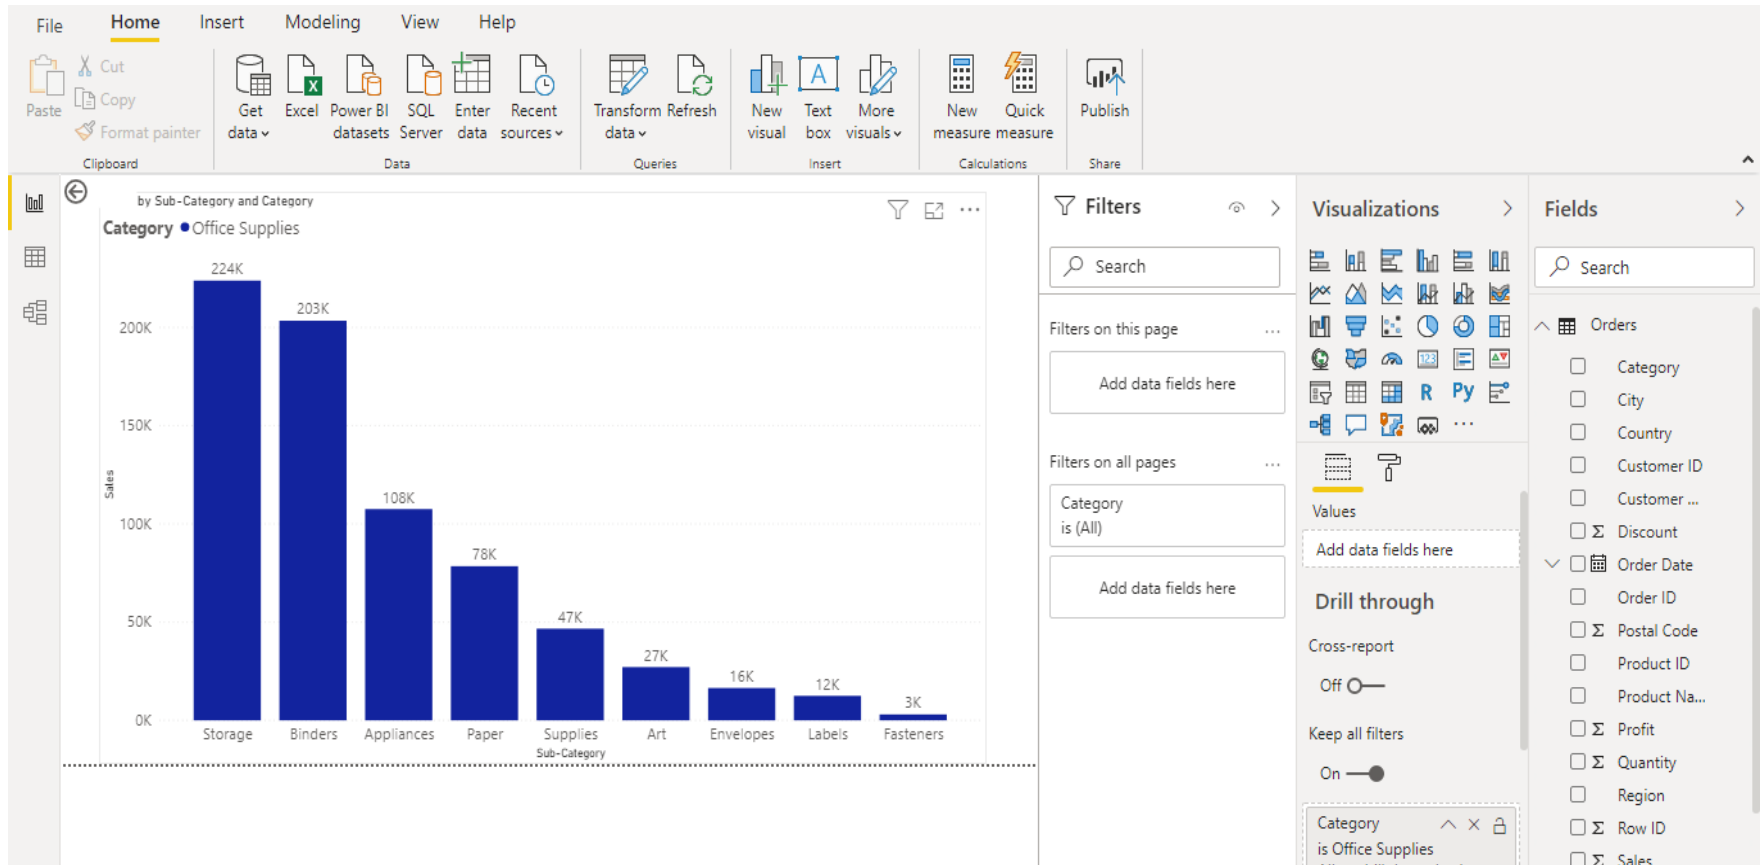 File Home Insert Modeling View Help
Paste
Cut
Copy
Format painter
Clipboard
Get data
Excel
Power BI datasets
SQL Server
Enter data
Recent sources
Data
Transform data
Refresh
Queries
New visual
Text box
A
More visuals
Insert
New measure
Quick measure
Calculations
Publish
Share
by Sub-Category and Category
Category Office Supplies
224K
203K
108K
78K
47K
27K
16K
12K
3K
200K
150K
100K
50K
0K
Sales
Storage Binders Appliances Paper Supplies Art Envelopes Labels Fasteners
Sub-Category
Filters
Search
Filters on this page ...
Add data fields here
Filters on all pages ...
Category
is (All)
Add data fields here
Visualizations
123
R Py
...
Values
Add data fields here
Drill through
Cross-report
Off
Keep all filters
On
Category
is Office Supplies
Fields
Search
Orders
Category
City
Country
Customer ID
Customer ...
Σ Discount
Order Date
Order ID
Σ Postal Code
Product ID
Product Na...
Σ Profit
Σ Quantity
Region
Σ Row ID
Σ Sales